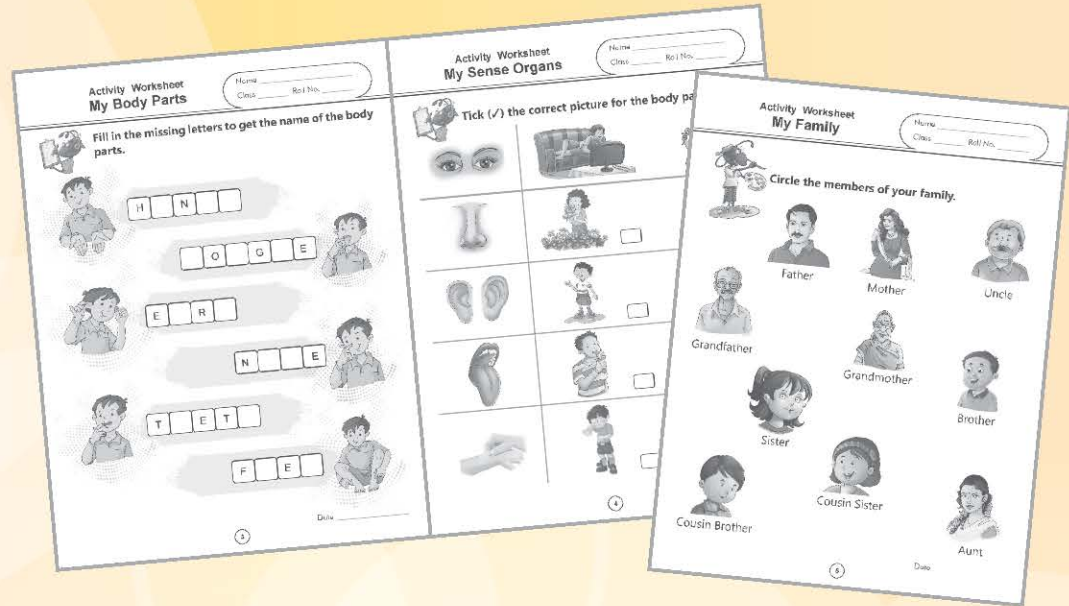 Activity Worksheet
My Body Parts
Name
Class Roll No.
Fill in the missing letters to get the name of the body
parts.
H N
O G E
E R
N E
T E T
F E
Date
3
Activity Worksheet
My Sense Organs
Name
Class Roll No.
Tick (✓) the correct picture for the body pa
4
Activity Worksheet
My Family
Name
Class Roll No.
Circle the members of your family.
Father
Mother
Uncle
Grandfather
Grandmother
Brother
Sister
Cousin Sister
Cousin Brother
Aunt
Date